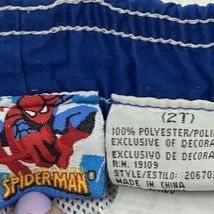 SPIDER-MAN
(2T)
100% POLYESTER/POLI
EXCLUSIVE OF DECORA
EXCLUSIVO DE DECORA
R.N. 19109
STYLE/ESTILO: 20670
MADE IN CHINA